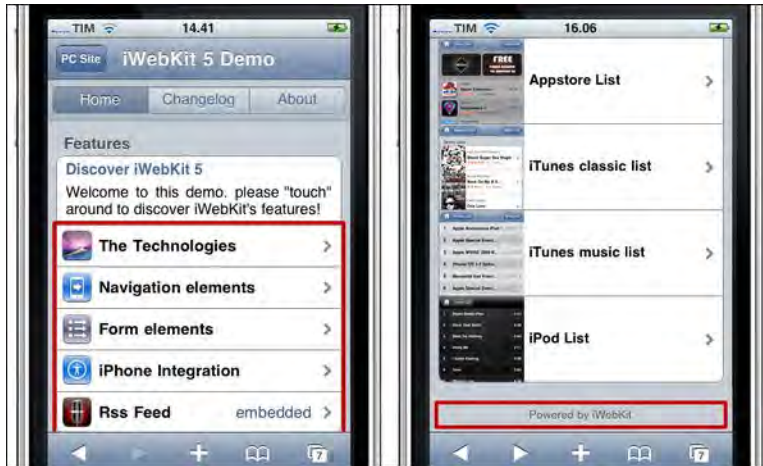 TIM
14.41
PC Site
iWebKit 5 Demo
Home
Changelog
About
Features
Discover iWebKit 5
Welcome to this demo. please "touch"
around to discover iWebKit's features!
The Technologies
Navigation elements
Form elements
iPhone Integration
Rss Feed
embedded
7
TIM
16.06
FREE
Appstore List
iTunes classic list
iTunes music list
iPod List
Powered by iWebKit
7